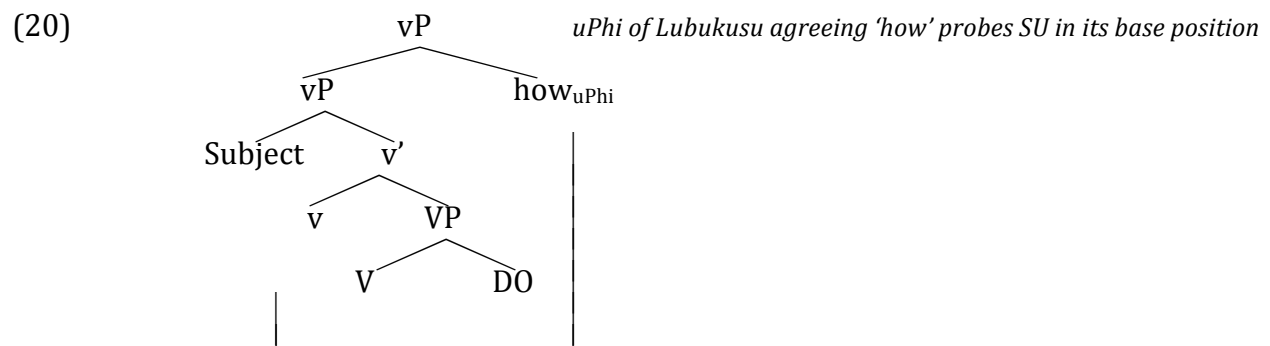 (20) vP uPhi of Lubukusu agreeing ‘how’ probes SU in its base position
vP how uPhi
Subject v’
v VP
V DO